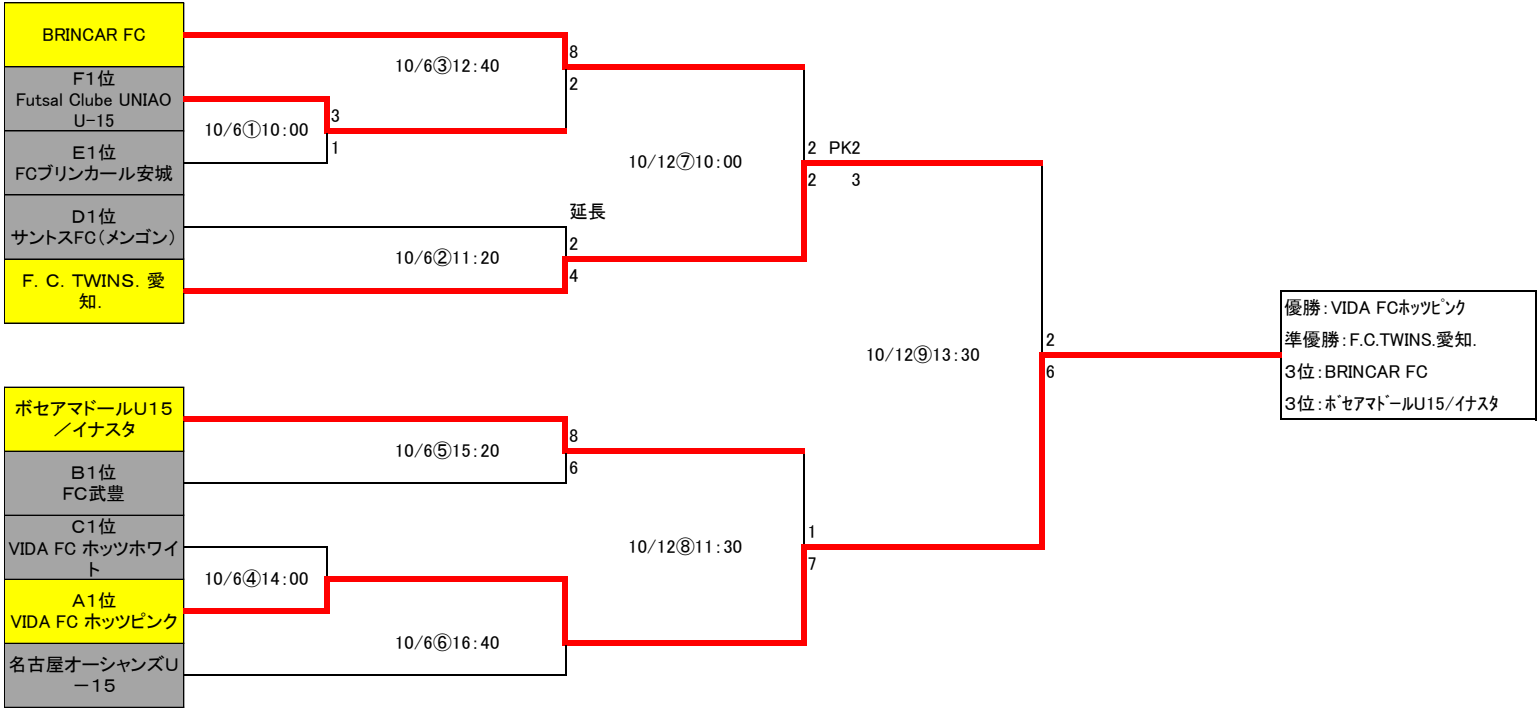 BRINCAR FC
F1位
Futsal Clube UNIAO
U-15
E1位
FCブリンカール安城
D1位
サントスFC(メンゴン)
F. C. TWINS. 愛
知.
10/6③12:40
8
2
10/6①10:00
3
1
10/12⑦10:00
2 PK2
2 3
延長
10/6②11:20
2
4
10/12⑨13:30
2
6
優勝:VIDA FCホッツピンク
準優勝:F.C.TWINS.愛知.
3位:BRINCAR FC
3位:ボセアマドールU15/イナスタ
ボセアマドールU15
/イナスタ
B1位
FC武豊
C1位
VIDA FC ホッツホワイ
ト
A1位
VIDA FC ホッツピンク
名古屋オーシャンズU
-15
10/6⑤15:20
8
6
10/6④14:00
10/12⑧11:30
1
7
10/6⑥16:40